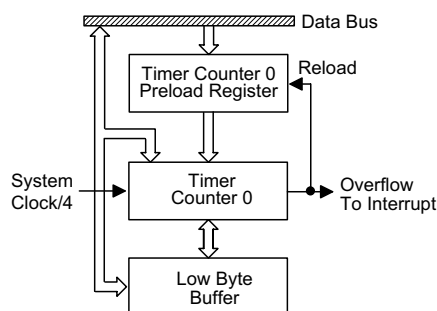 Data Bus
Timer Counter 0
Preload Register
Reload
System
Clock/4
Timer
Counter 0
Overflow
To Interrupt
Low Byte
Buffer